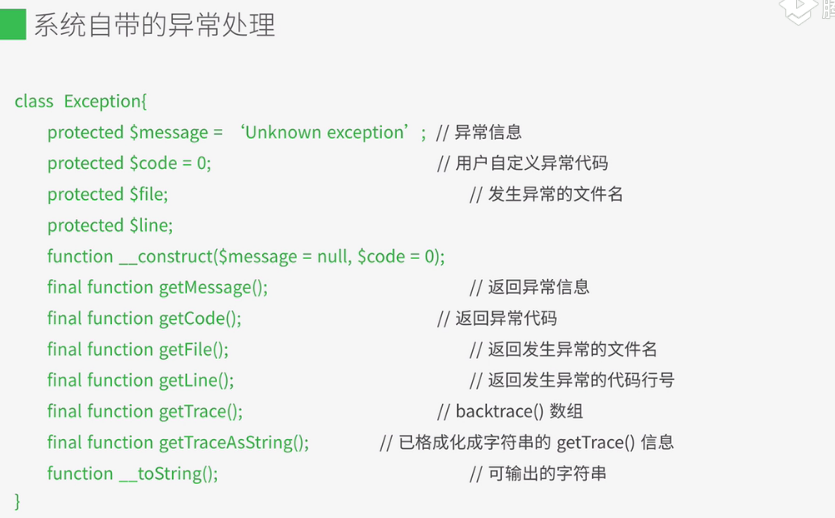 系统自带的异常处理
class Exception{
protected $message = ‘Unknown exception’; // 异常信息
protected $code = 0; // 用户自定义异常代码
protected $file; // 发生异常的文件名
protected $line;
function __construct($message = null, $code = 0);
final function getMessage(); // 返回异常信息
final function getCode(); // 返回异常代码
final function getFile(); // 返回发生异常的文件名
final function getLine(); // 返回发生异常的代码行号
final function getTrace(); // backtrace() 数组
final function getTraceAsString(); // 已格成化成字符串的 getTrace() 信息
function __toString(); // 可输出的字符串
}